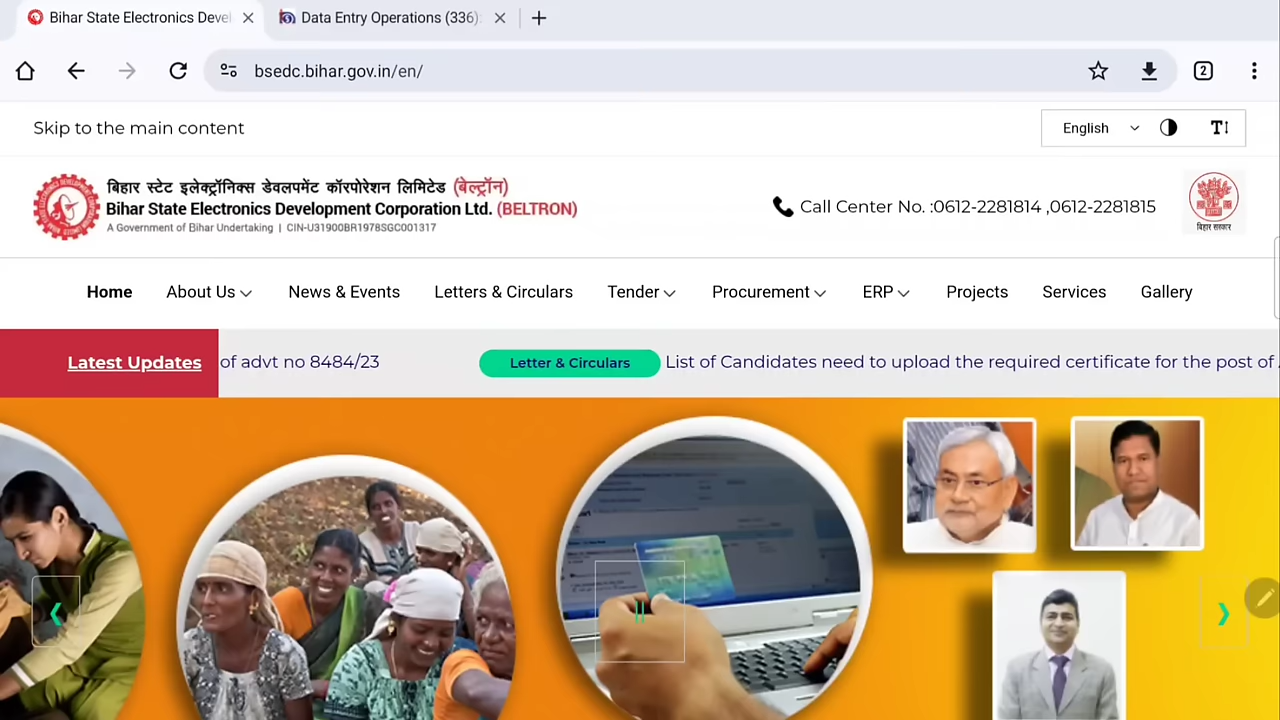 Bihar State Electronics Devel
Data Entry Operations (336):
bsedc.bihar.gov.in/en/
2
Skip to the main content
English
बिहार स्टेट इलेक्ट्रॉनिक्स डेवलपमेंट कॉरपोरेशन लिमिटेड (बेल्ट्रॉन)
Bihar State Electronics Development Corporation Ltd. (BELTRON)
A Government of Bihar Undertaking | CIN-U31900BR1978SGC001317
Call Center No. :0612-2281814 ,0612-2281815
बिहार सरकार
Home About Us News & Events Letters & Circulars Tender Procurement ERP Projects Services Gallery
Latest Updates of advt no 8484/23 Letter & Circulars List of Candidates need to upload the required certificate for the post of